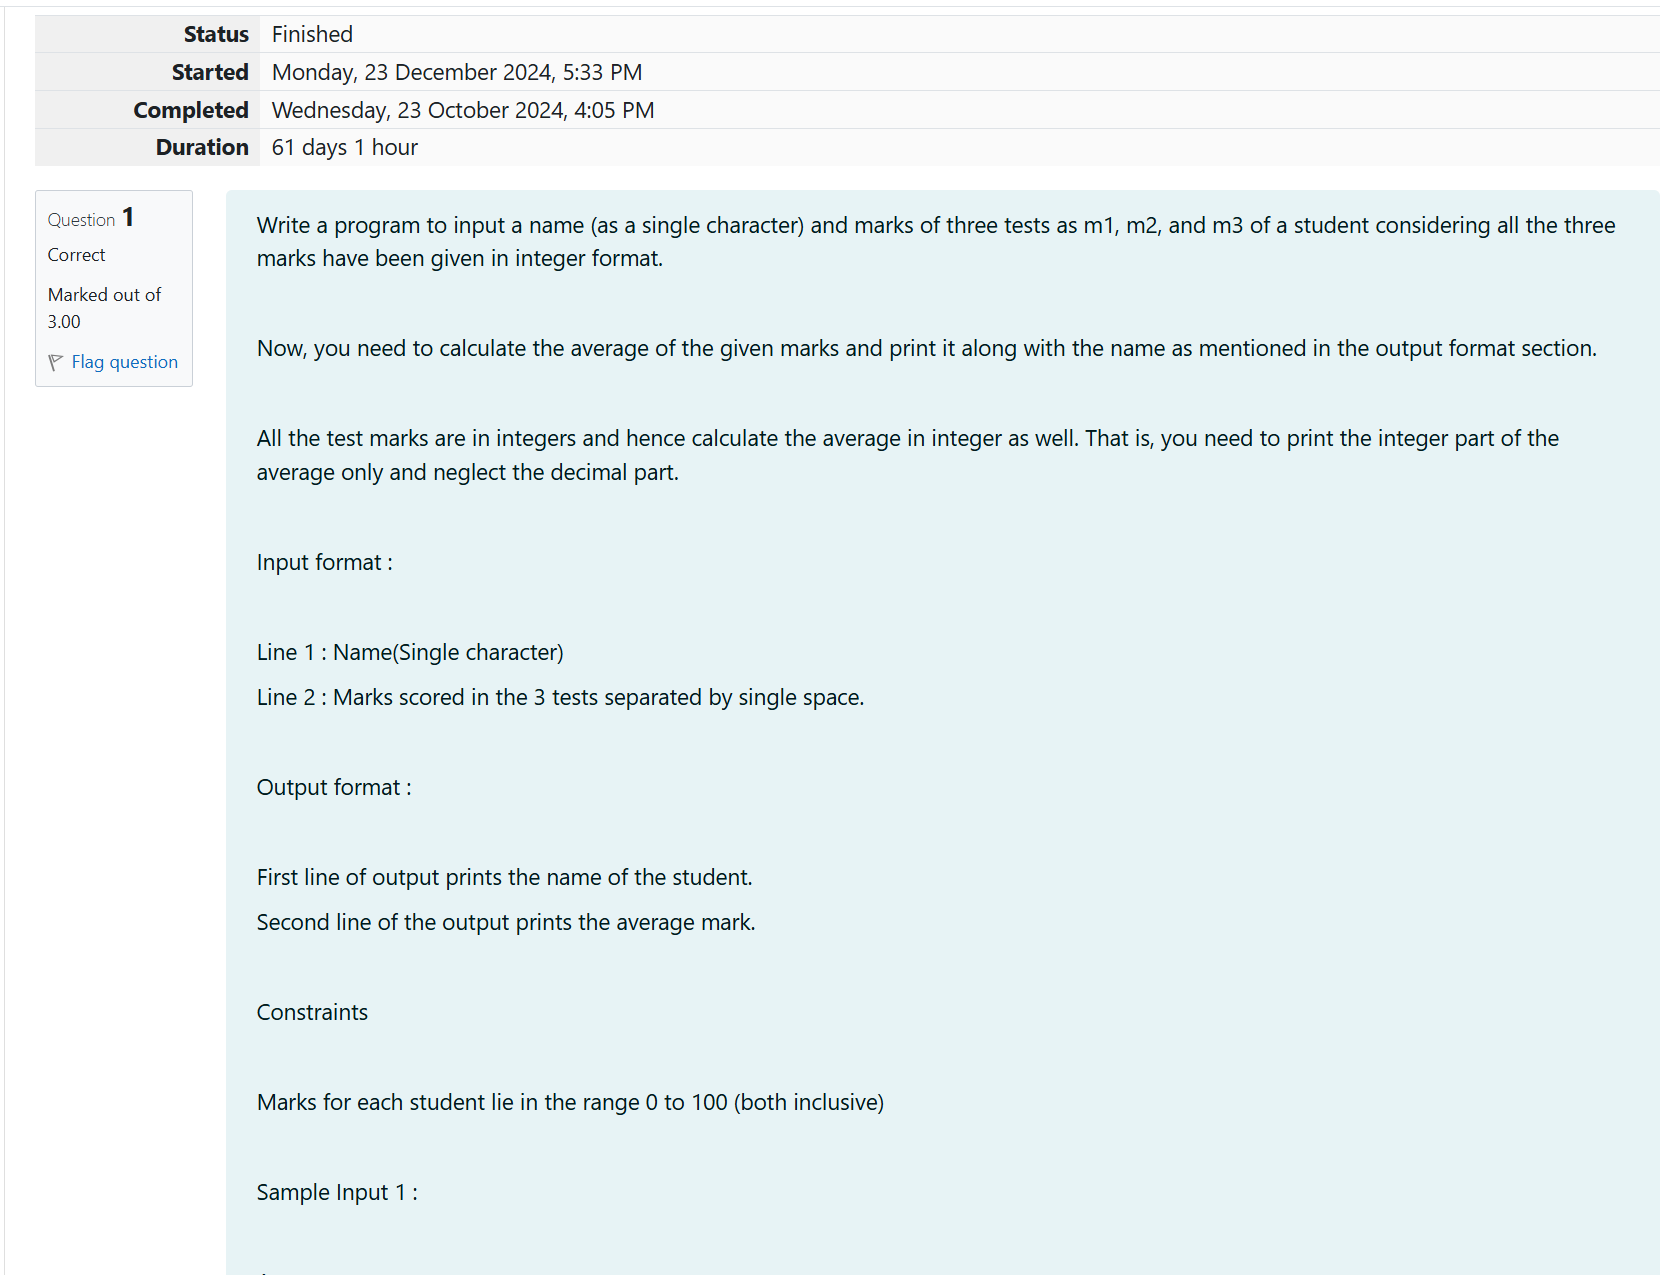 Status Finished
Started Monday, 23 December 2024, 5:33 PM
Completed Wednesday, 23 October 2024, 4:05 PM
Duration 61 days 1 hour
Question 1
Correct
Marked out of
3.00
Flag question
Write a program to input a name (as a single character) and marks of three tests as m1, m2, and m3 of a student considering all the three
marks have been given in integer format.
Now, you need to calculate the average of the given marks and print it along with the name as mentioned in the output format section.
All the test marks are in integers and hence calculate the average in integer as well. That is, you need to print the integer part of the
average only and neglect the decimal part.
Input format :
Line 1 : Name(Single character)
Line 2 : Marks scored in the 3 tests separated by single space.
Output format :
First line of output prints the name of the student.
Second line of the output prints the average mark.
Constraints
Marks for each student lie in the range 0 to 100 (both inclusive)
Sample Input 1 :